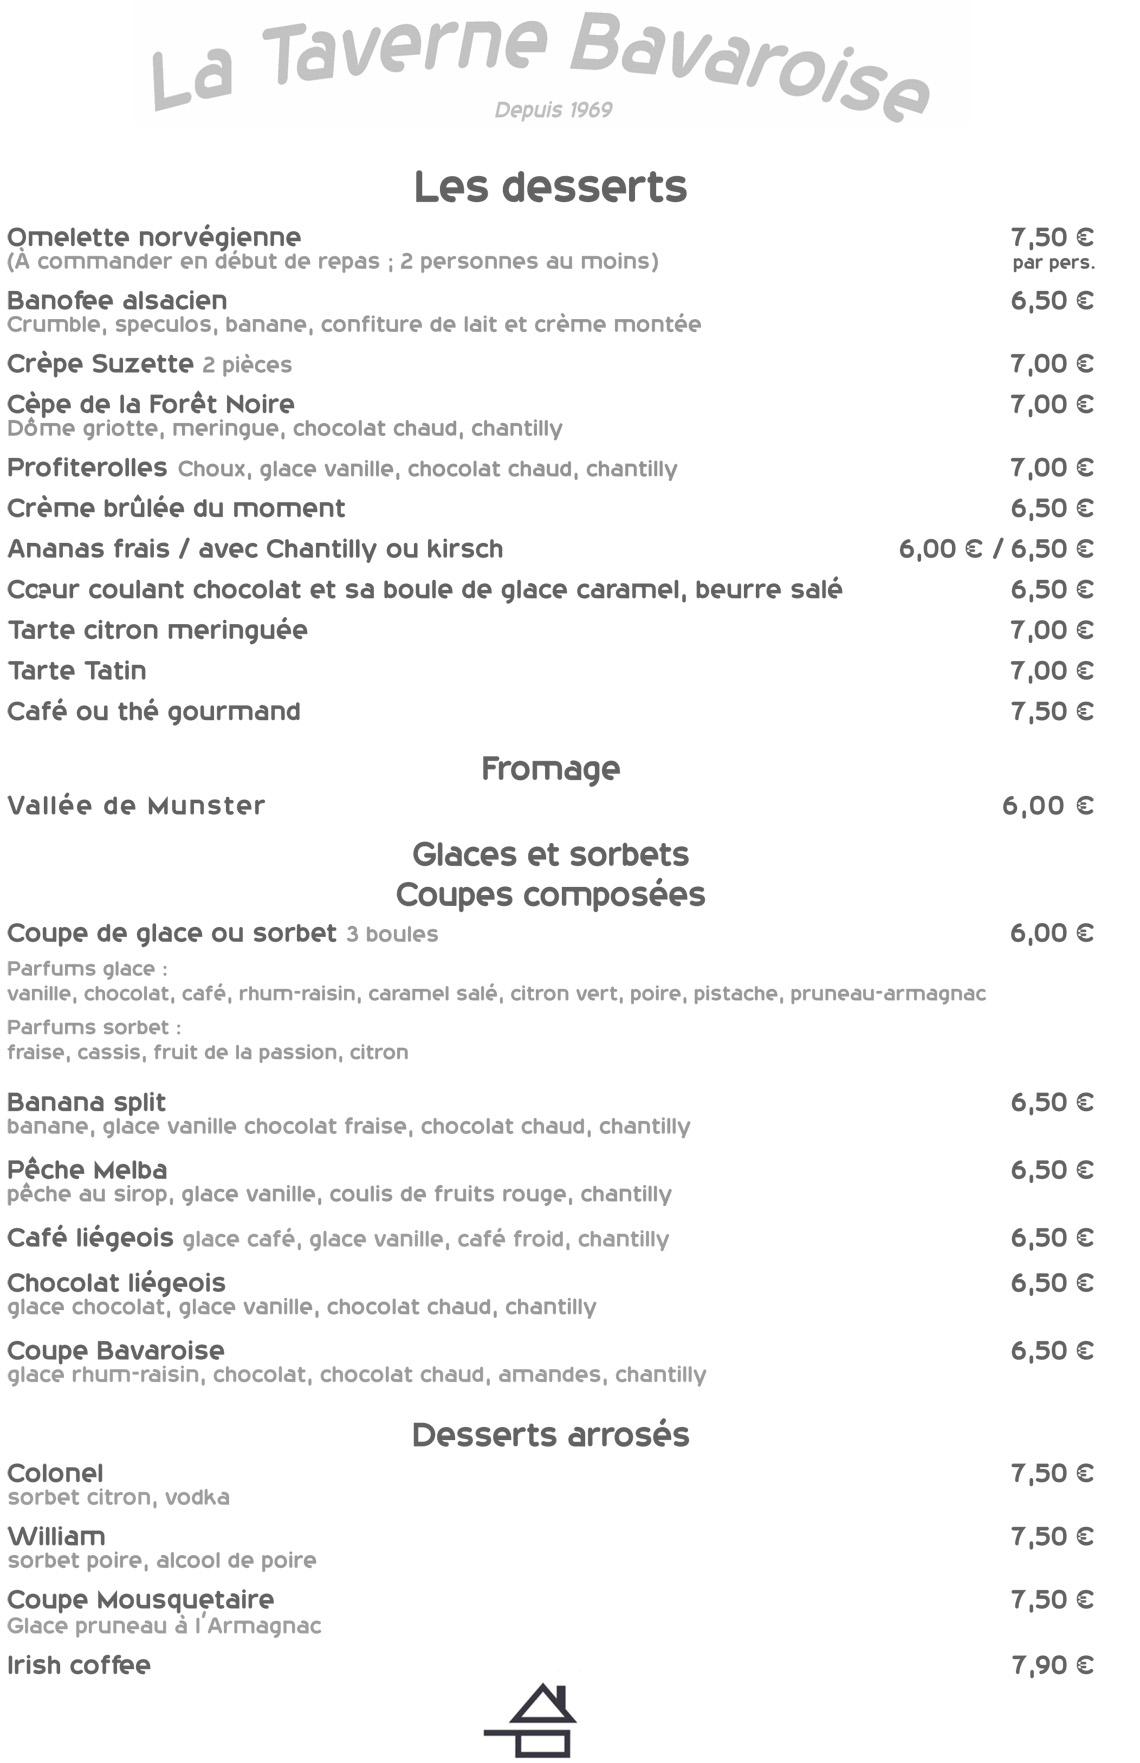 La Taverne Bavaroise
Depuis 1969
Les desserts
Omelette norvégienne 7,50 €
(À commander en début de repas ; 2 personnes au moins) par pers.
Banofee alsacien 6,50 €
Crumble, speculos, banane, confiture de lait et crème montée
Crèpe Suzette 2 pièces 7,00 €
Cèpe de la Forêt Noire 7,00 €
Dôme griotte, meringue, chocolat chaud, chantilly
Profiterolles Choux, glace vanille, chocolat chaud, chantilly 7,00 €
Crème brûlée du moment 6,50 €
Ananas frais / avec Chantilly ou kirsch 6,00 € / 6,50 €
Cœur coulant chocolat et sa boule de glace caramel, beurre salé 6,50 €
Tarte citron meringuée 7,00 €
Tarte Tatin 7,00 €
Café ou thé gourmand 7,50 €
Fromage
Vallée de Munster 6,00 €
Glaces et sorbets
Coupes composées
Coupe de glace ou sorbet 3 boules 6,00 €
Parfums glace :
vanille, chocolat, café, rhum-raisin, caramel salé, citron vert, poire, pistache, pruneau-armagnac
Parfums sorbet :
fraise, cassis, fruit de la passion, citron
Banana split 6,50 €
banane, glace vanille chocolat fraise, chocolat chaud, chantilly
Pêche Melba 6,50 €
pêche au sirop, glace vanille, coulis de fruits rouge, chantilly
Café liégeois glace café, glace vanille, café froid, chantilly 6,50 €
Chocolat liégeois 6,50 €
glace chocolat, glace vanille, chocolat chaud, chantilly
Coupe Bavaroise 6,50 €
glace rhum-raisin, chocolat, chocolat chaud, amandes, chantilly
Desserts arrosés
Colonel 7,50 €
sorbet citron, vodka
William 7,50 €
sorbet poire, alcool de poire
Coupe Mousquetaire 7,50 €
Glace pruneau à l'Armagnac
Irish coffee 7,90 €